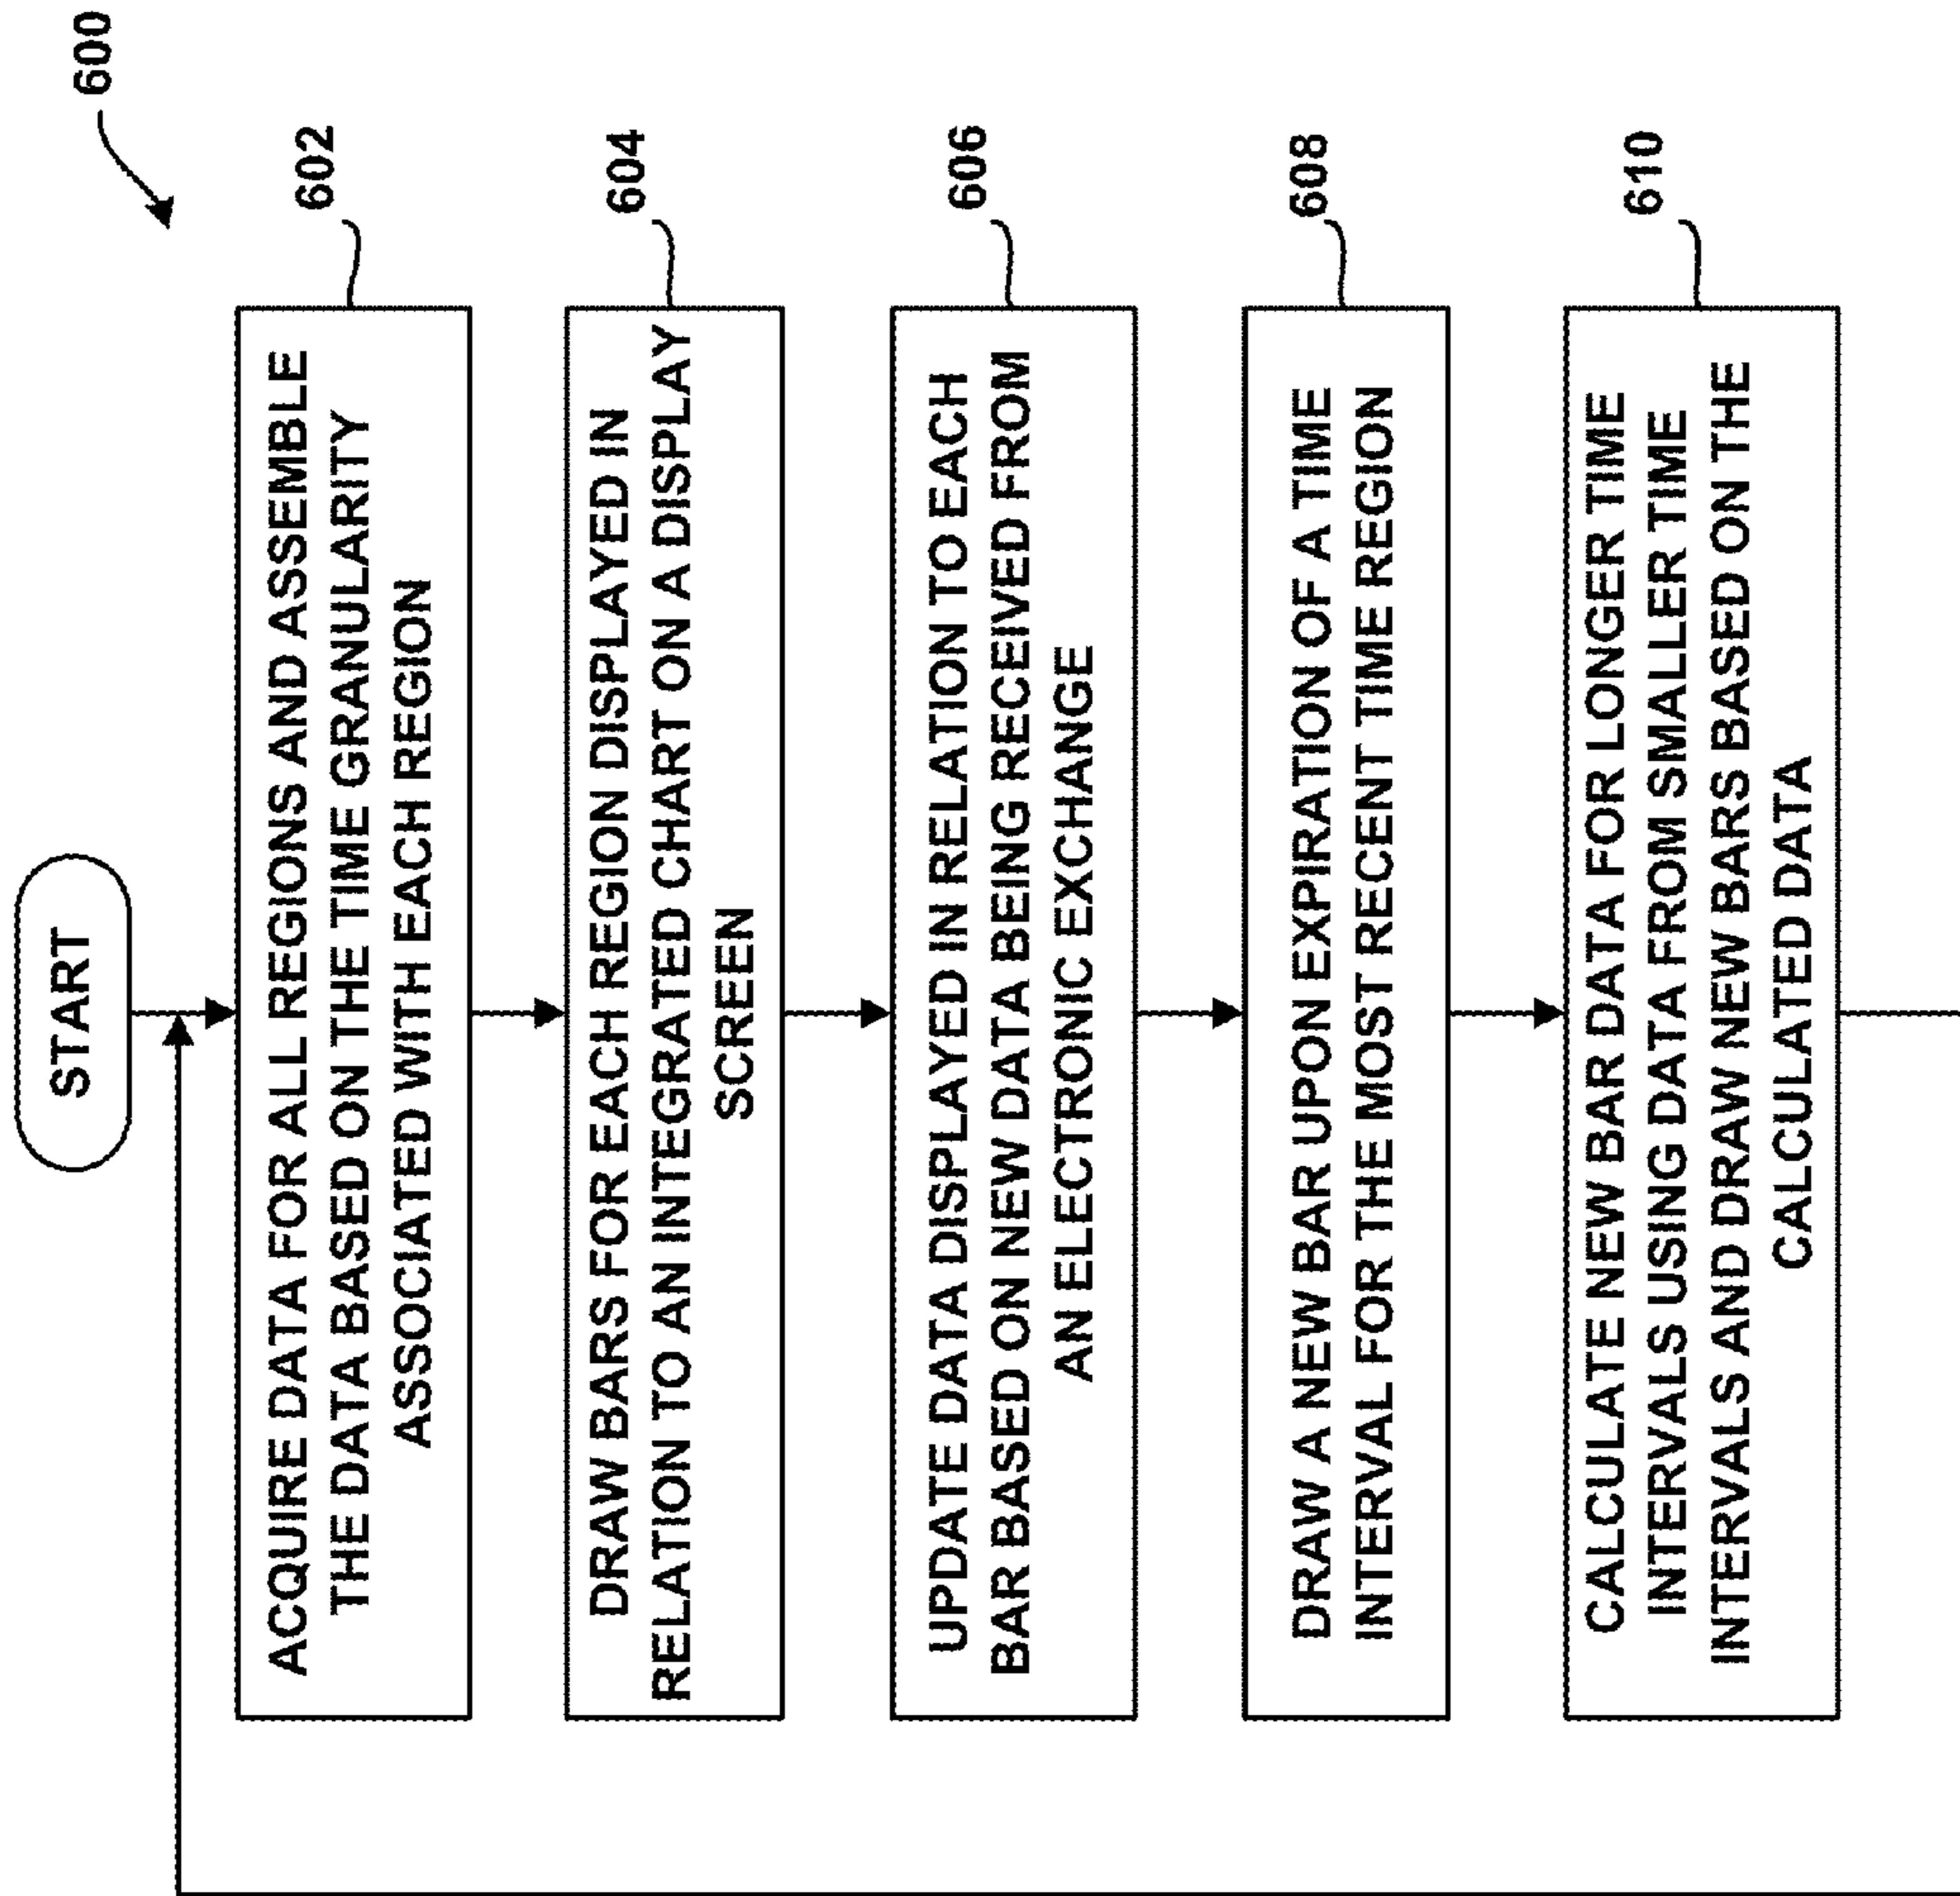 600
START
ACQUIRE DATA FOR ALL REGIONS AND ASSEMBLE
THE DATA BASED ON THE TIME GRANULARITY
ASSOCIATED WITH EACH REGION
602
DRAW BARS FOR EACH REGION DISPLAYED IN
RELATION TO AN INTEGRATED CHART ON A DISPLAY
SCREEN
604
UPDATE DATA DISPLAYED IN RELATION TO EACH
BAR BASED ON NEW DATA BEING RECEIVED FROM
AN ELECTRONIC EXCHANGE
606
DRAW A NEW BAR UPON EXPIRATION OF A TIME
INTERVAL FOR THE MOST RECENT TIME REGION
608
CALCULATE NEW BAR DATA FOR LONGER TIME
INTERVALS USING DATA FROM SMALLER TIME
INTERVALS AND DRAW NEW BARS BASED ON THE
CALCULATED DATA
610